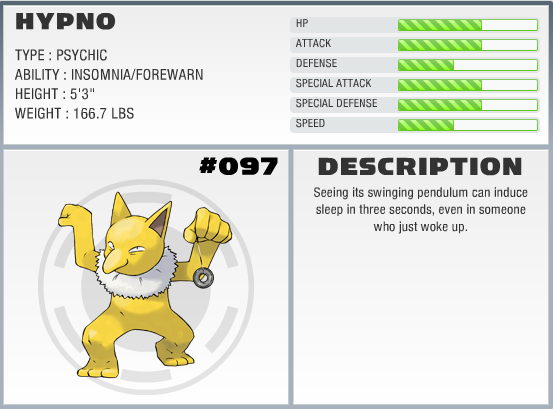 HYPNO
TYPE : PSYCHIC
ABILITY : INSOMNIA/FOREWARN
HEIGHT : 5'3"
WEIGHT : 166.7 LBS
HP
ATTACK
DEFENSE
SPECIAL ATTACK
SPECIAL DEFENSE
SPEED
#097
DESCRIPTION
Seeing its swinging pendulum can induce
sleep in three seconds, even in someone
who just woke up.